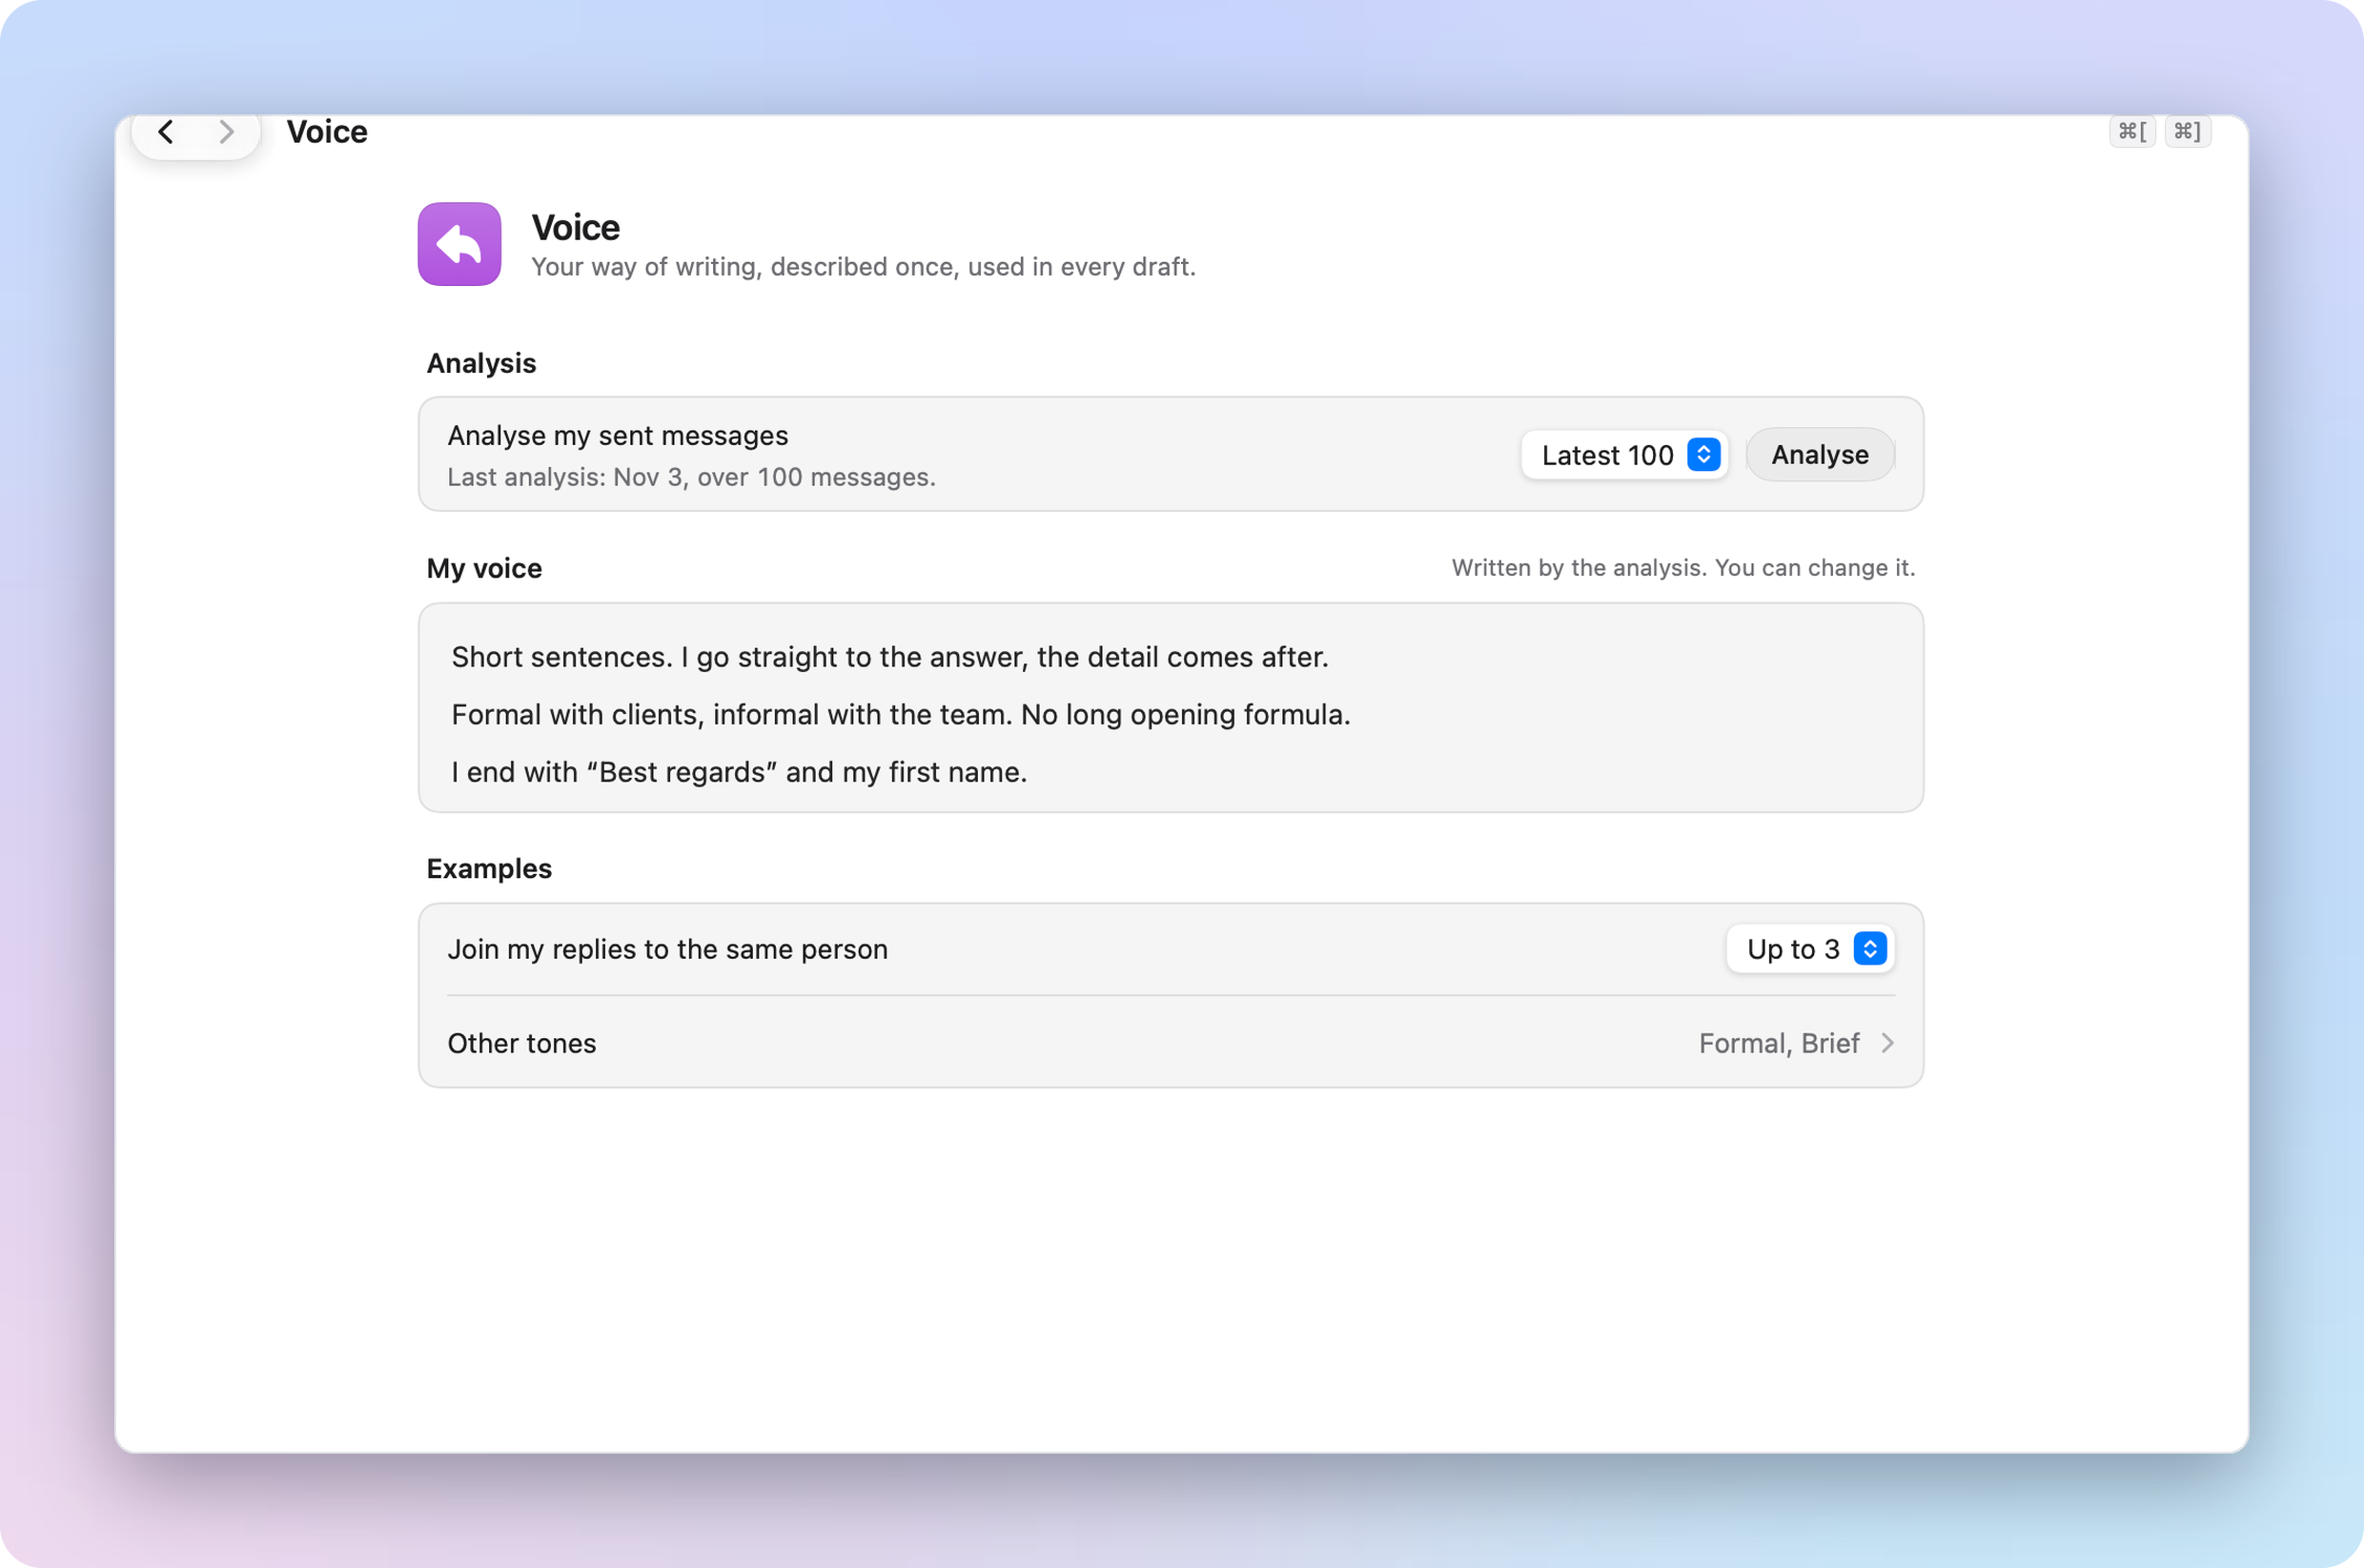 Voice
⌘[ ⌘]
Voice
Your way of writing, described once, used in every draft.
Analysis
Analyse my sent messages
Last analysis: Nov 3, over 100 messages.
Latest 100
Analyse
My voice
Written by the analysis. You can change it.
Short sentences. I go straight to the answer, the detail comes after.
Formal with clients, informal with the team. No long opening formula.
I end with “Best regards” and my first name.
Examples
Join my replies to the same person
Up to 3
Other tones
Formal, Brief